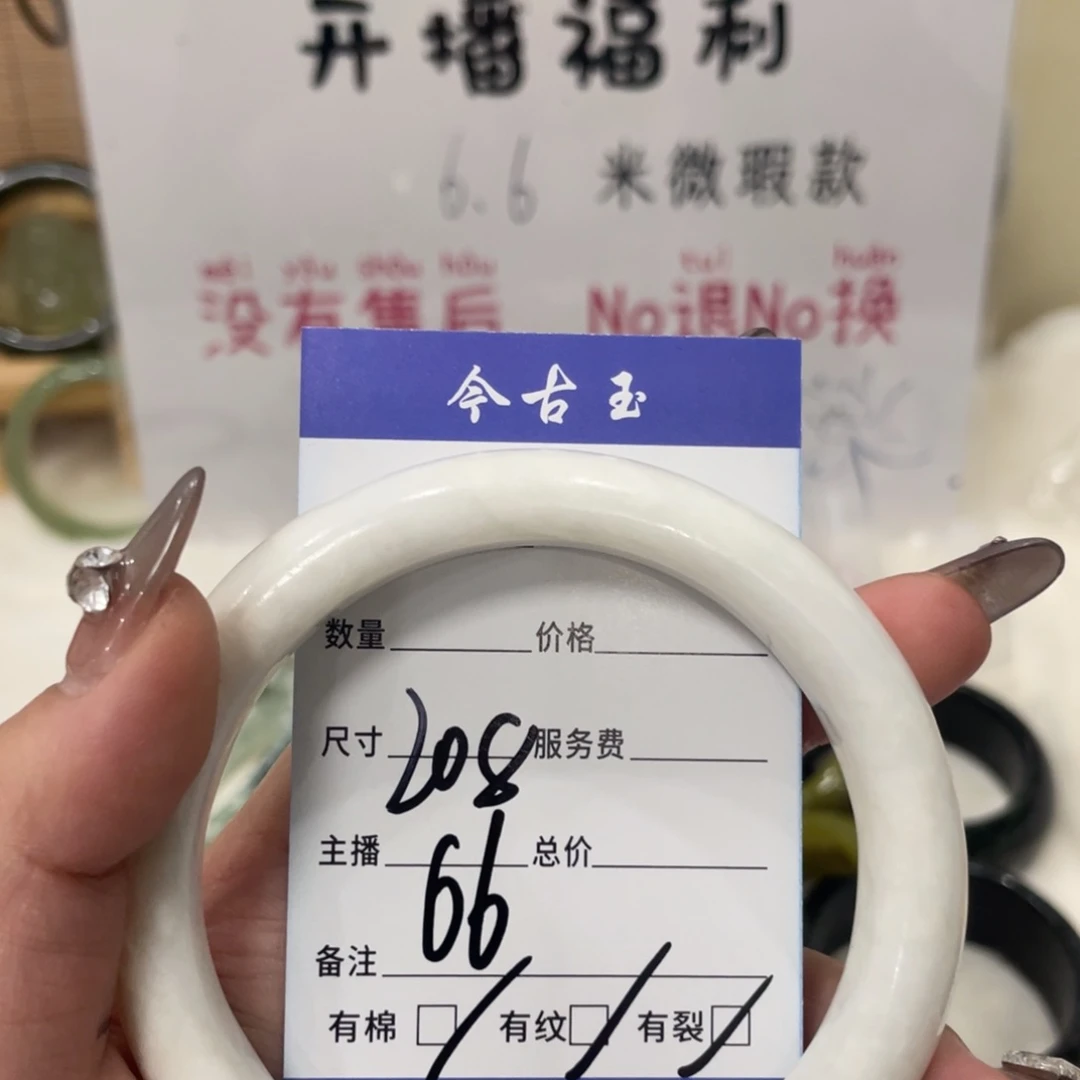 开播福利
6.6 米微瑕款
méi yǒu shòu hòu tuì huàn
没有售后 No退No换
今古玉
数量 价格
尺寸 208 服务费
主播 66 总价
备注
有棉 有纹 有裂